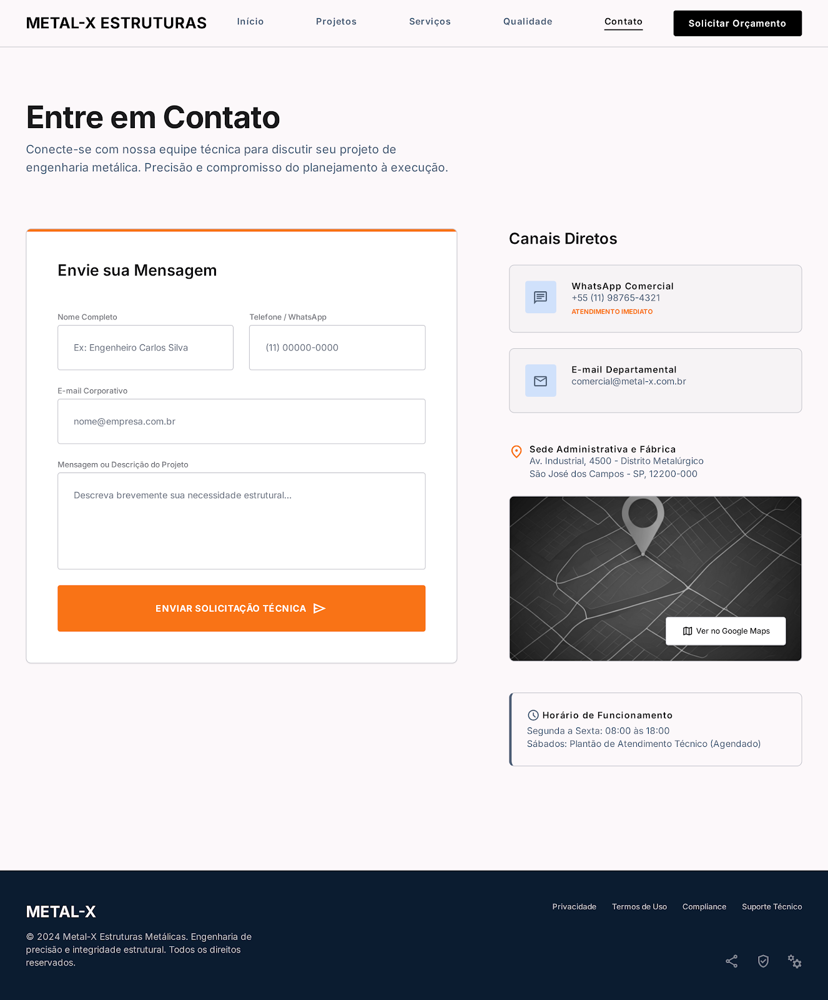 METAL-X ESTRUTURAS
Início
Projetos
Serviços
Qualidade
Contato
Solicitar Orçamento
Entre em Contato
Conecte-se com nossa equipe técnica para discutir seu projeto de
engenharia metálica. Precisão e compromisso do planejamento à execução.
Envie sua Mensagem
Nome Completo
Ex: Engenheiro Carlos Silva
Telefone / WhatsApp
(11) 00000-0000
E-mail Corporativo
nome@empresa.com.br
Mensagem ou Descrição do Projeto
Descreva brevemente sua necessidade estrutural...
ENVIAR SOLICITAÇÃO TÉCNICA
Canais Diretos
WhatsApp Comercial
+55 (11) 98765-4321
ATENDIMENTO IMEDIATO
E-mail Departamental
comercial@metal-x.com.br
Sede Administrativa e Fábrica
Av. Industrial, 4500 - Distrito Metalúrgico
São José dos Campos - SP, 12200-000
Ver no Google Maps
Horário de Funcionamento
Segunda a Sexta: 08:00 às 18:00
Sábados: Plantão de Atendimento Técnico (Agendado)
METAL-X
© 2024 Metal-X Estruturas Metálicas. Engenharia de
precisão e integridade estrutural. Todos os direitos
reservados.
Privacidade
Termos de Uso
Compliance
Suporte Técnico